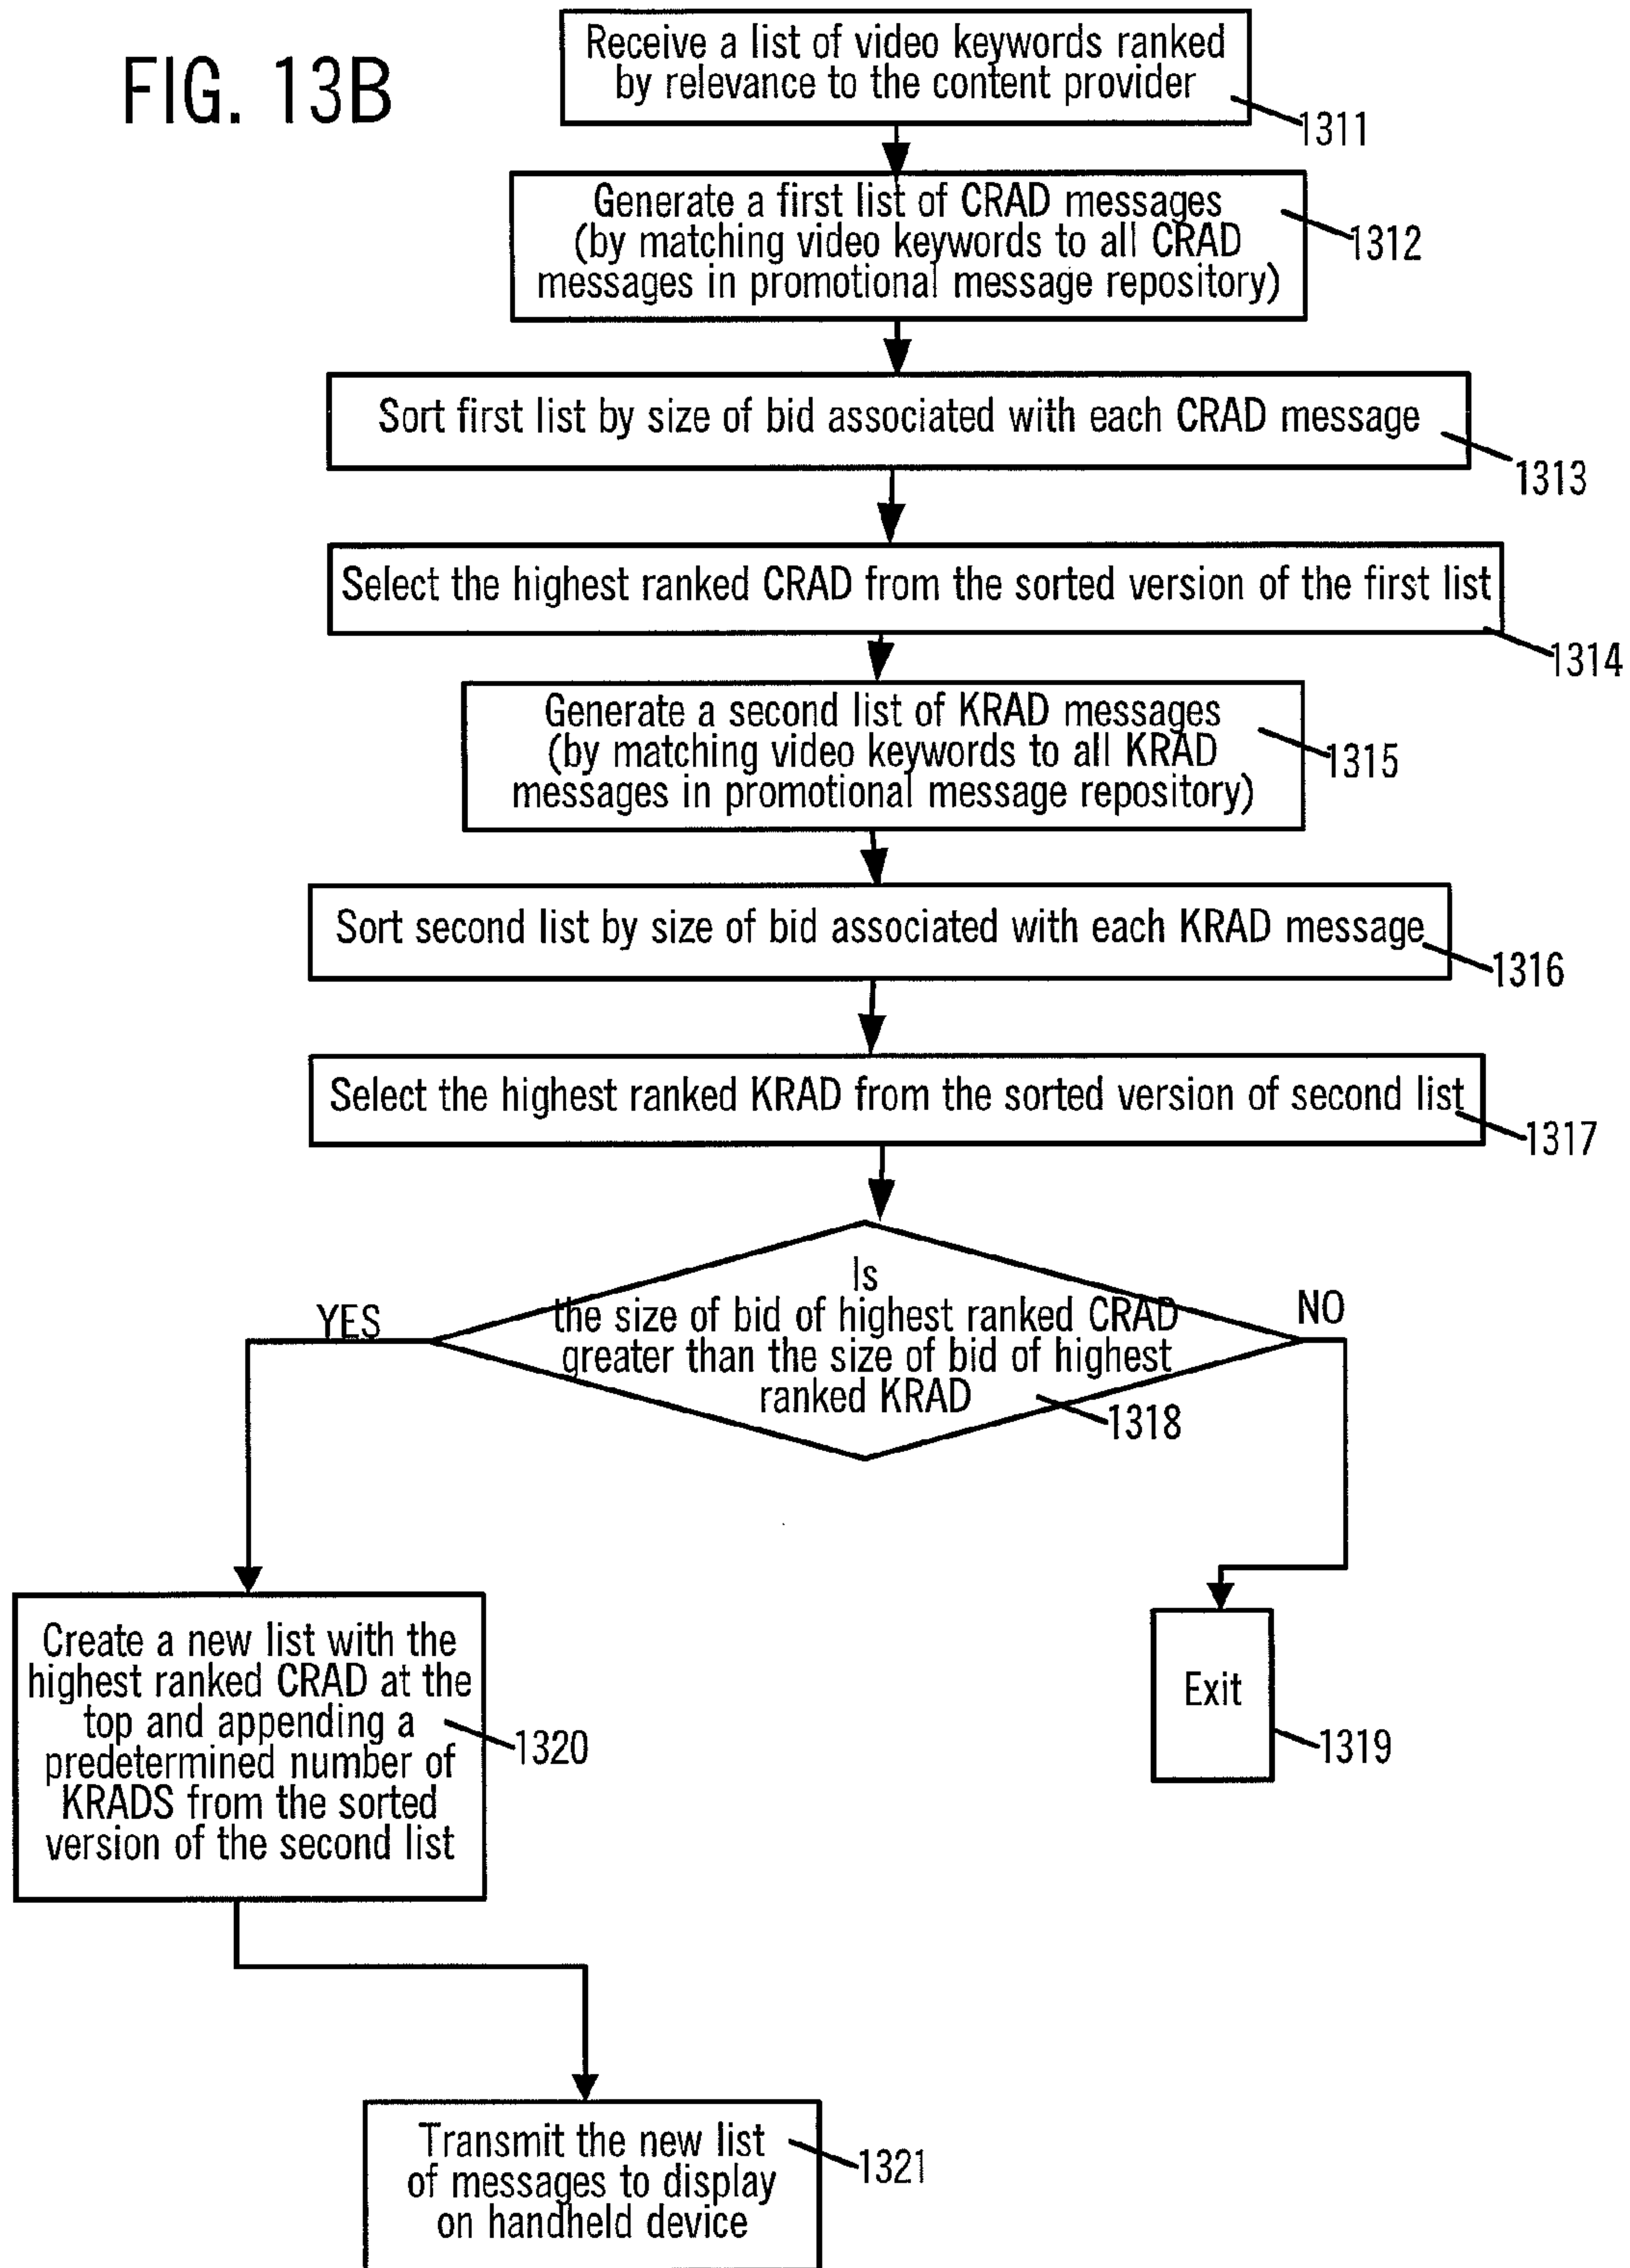 FIG. 13B
Receive a list of video keywords ranked
by relevance to the content provider
1311
Generate a first list of CRAD messages
(by matching video keywords to all CRAD
messages in promotional message repository)
1312
Sort first list by size of bid associated with each CRAD message
1313
Select the highest ranked CRAD from the sorted version of the first list
1314
Generate a second list of KRAD messages
(by matching video keywords to all KRAD
messages in promotional message repository)
1315
Sort second list by size of bid associated with each KRAD message
1316
Select the highest ranked KRAD from the sorted version of second list
1317
Is
the size of bid of highest ranked CRAD
greater than the size of bid of highest
ranked KRAD
1318
YES
NO
Create a new list with the
highest ranked CRAD at the
top and appending a
predetermined number of
KRADS from the sorted
version of the second list
1320
Exit
1319
Transmit the new list
of messages to display
on handheld device
1321